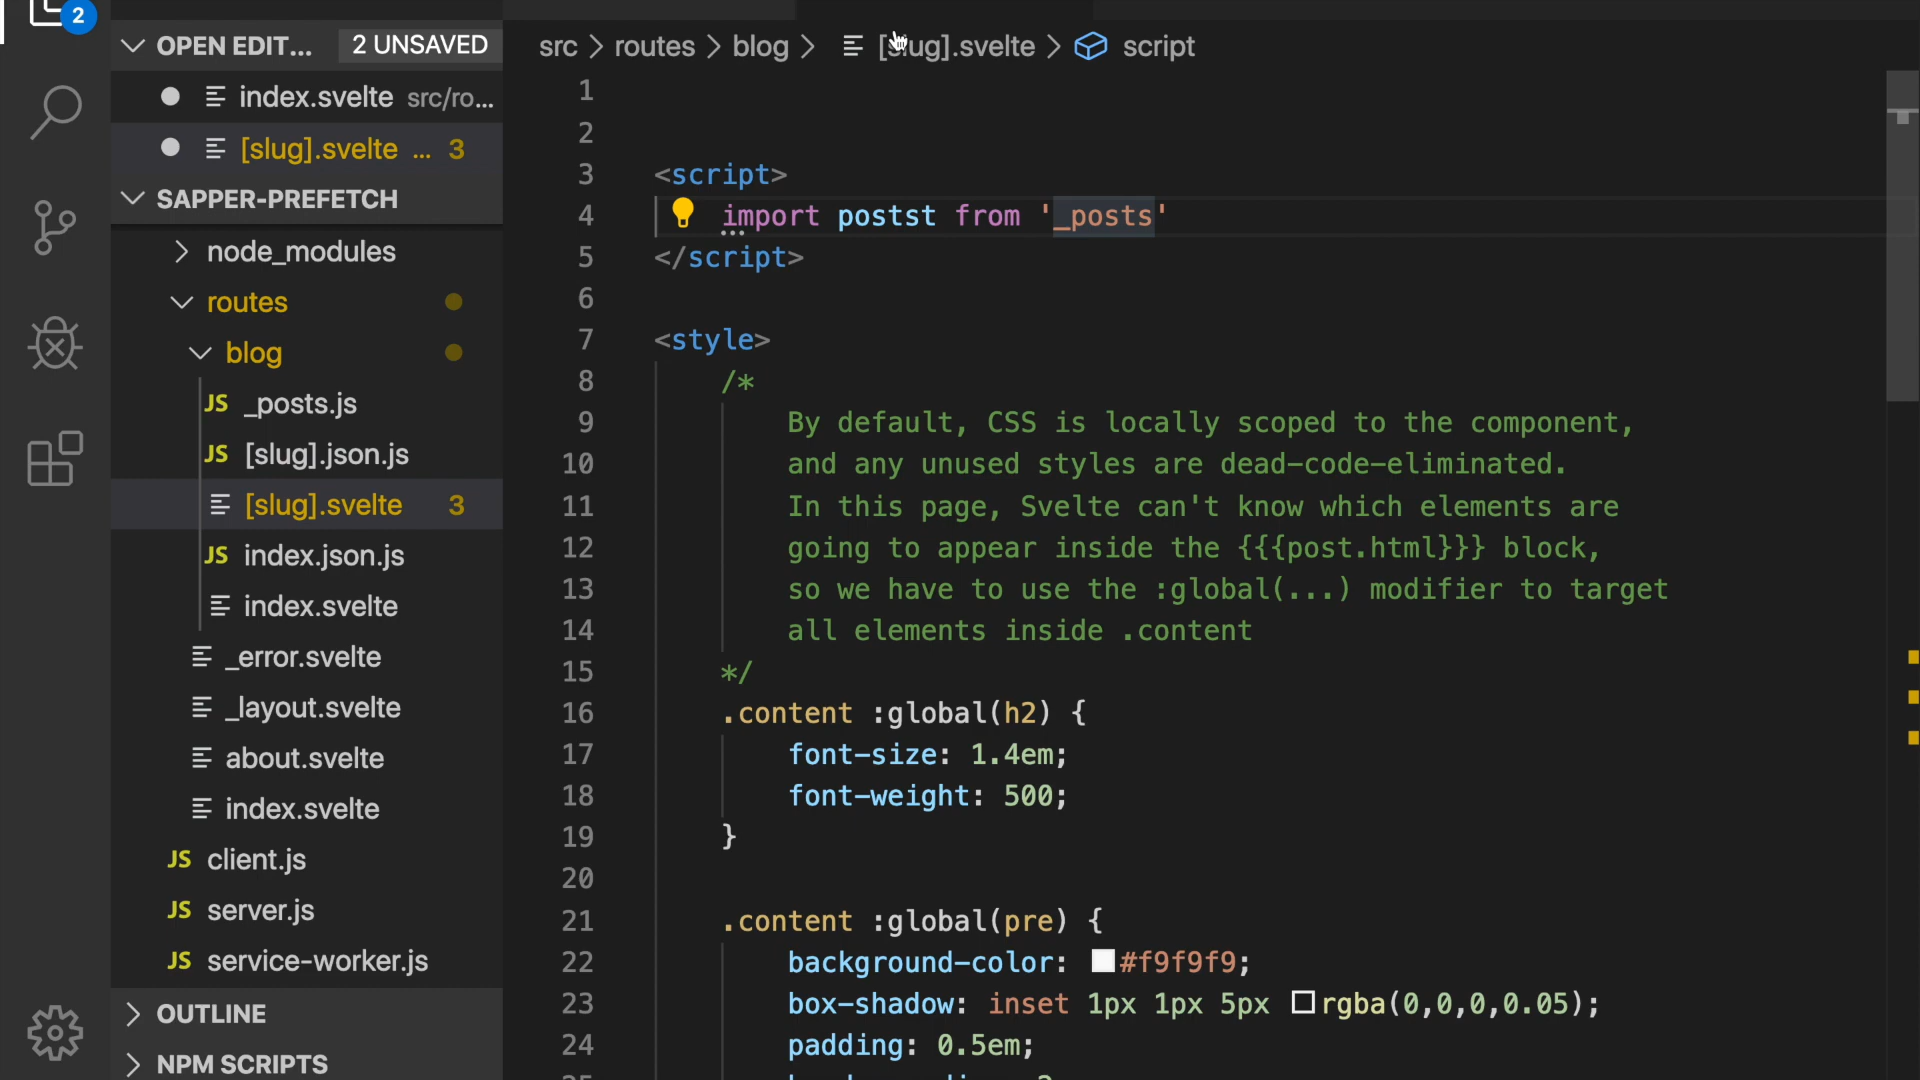 2
OPEN EDIT... 2 UNSAVED
index.svelte src/ro...
[slug].svelte ... 3
SAPPER-PREFETCH
node_modules
routes
blog
JS _posts.js
JS [slug].json.js
[slug].svelte 3
JS index.json.js
index.svelte
_error.svelte
_layout.svelte
about.svelte
index.svelte
JS client.js
JS server.js
JS service-worker.js
OUTLINE
NPM SCRIPTS
src > routes > blog > [slug].svelte > script
1
2
3 <script>
4 import postst from '_posts'
5 </script>
6
7 <style>
8 /*
9 By default, CSS is locally scoped to the component,
10 and any unused styles are dead-code-eliminated.
11 In this page, Svelte can't know which elements are
12 going to appear inside the {{{post.html}}} block,
13 so we have to use the :global(...) modifier to target
14 all elements inside .content
15 */
16 .content :global(h2) {
17 font-size: 1.4em;
18 font-weight: 500;
19 }
20
21 .content :global(pre) {
22 background-color: #f9f9f9;
23 box-shadow: inset 1px 1px 5px rgba(0,0,0,0.05);
24 padding: 0.5em;